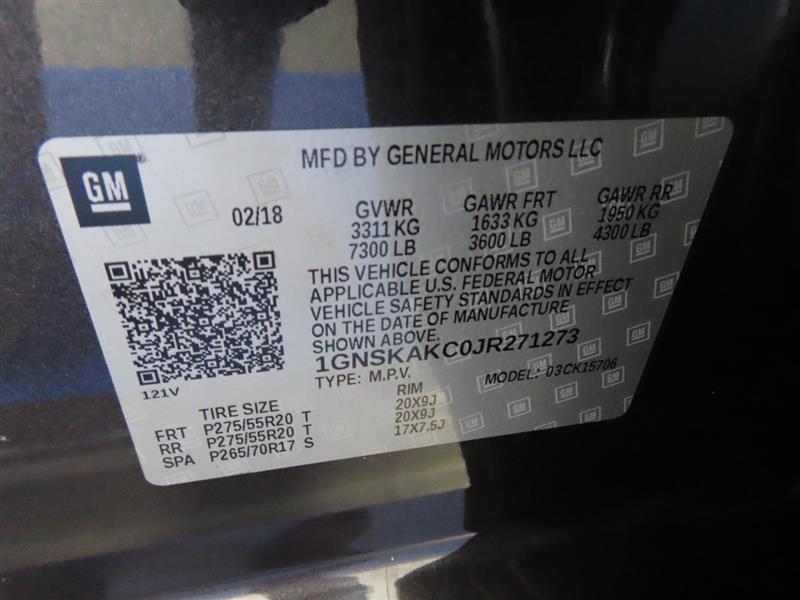 MFD BY GENERAL MOTORS LLC
GM
02/18
GVWR GAWR FRT GAWR RR
3311 KG 1633 KG 1950 KG
7300 LB 3600 LB 4300 LB
THIS VEHICLE CONFORMS TO ALL
APPLICABLE U.S. FEDERAL MOTOR
VEHICLE SAFETY STANDARDS IN EFFECT
ON THE DATE OF MANUFACTURE
SHOWN ABOVE.
1GNSKAKC0JR271273
TYPE: M.P.V. MODEL: 03CK15706
121V
TIRE SIZE RIM
FRT P275/55R20 T 20X9J
RR P275/55R20 T 20X9J
SPA P265/70R17 S 17X7.5J